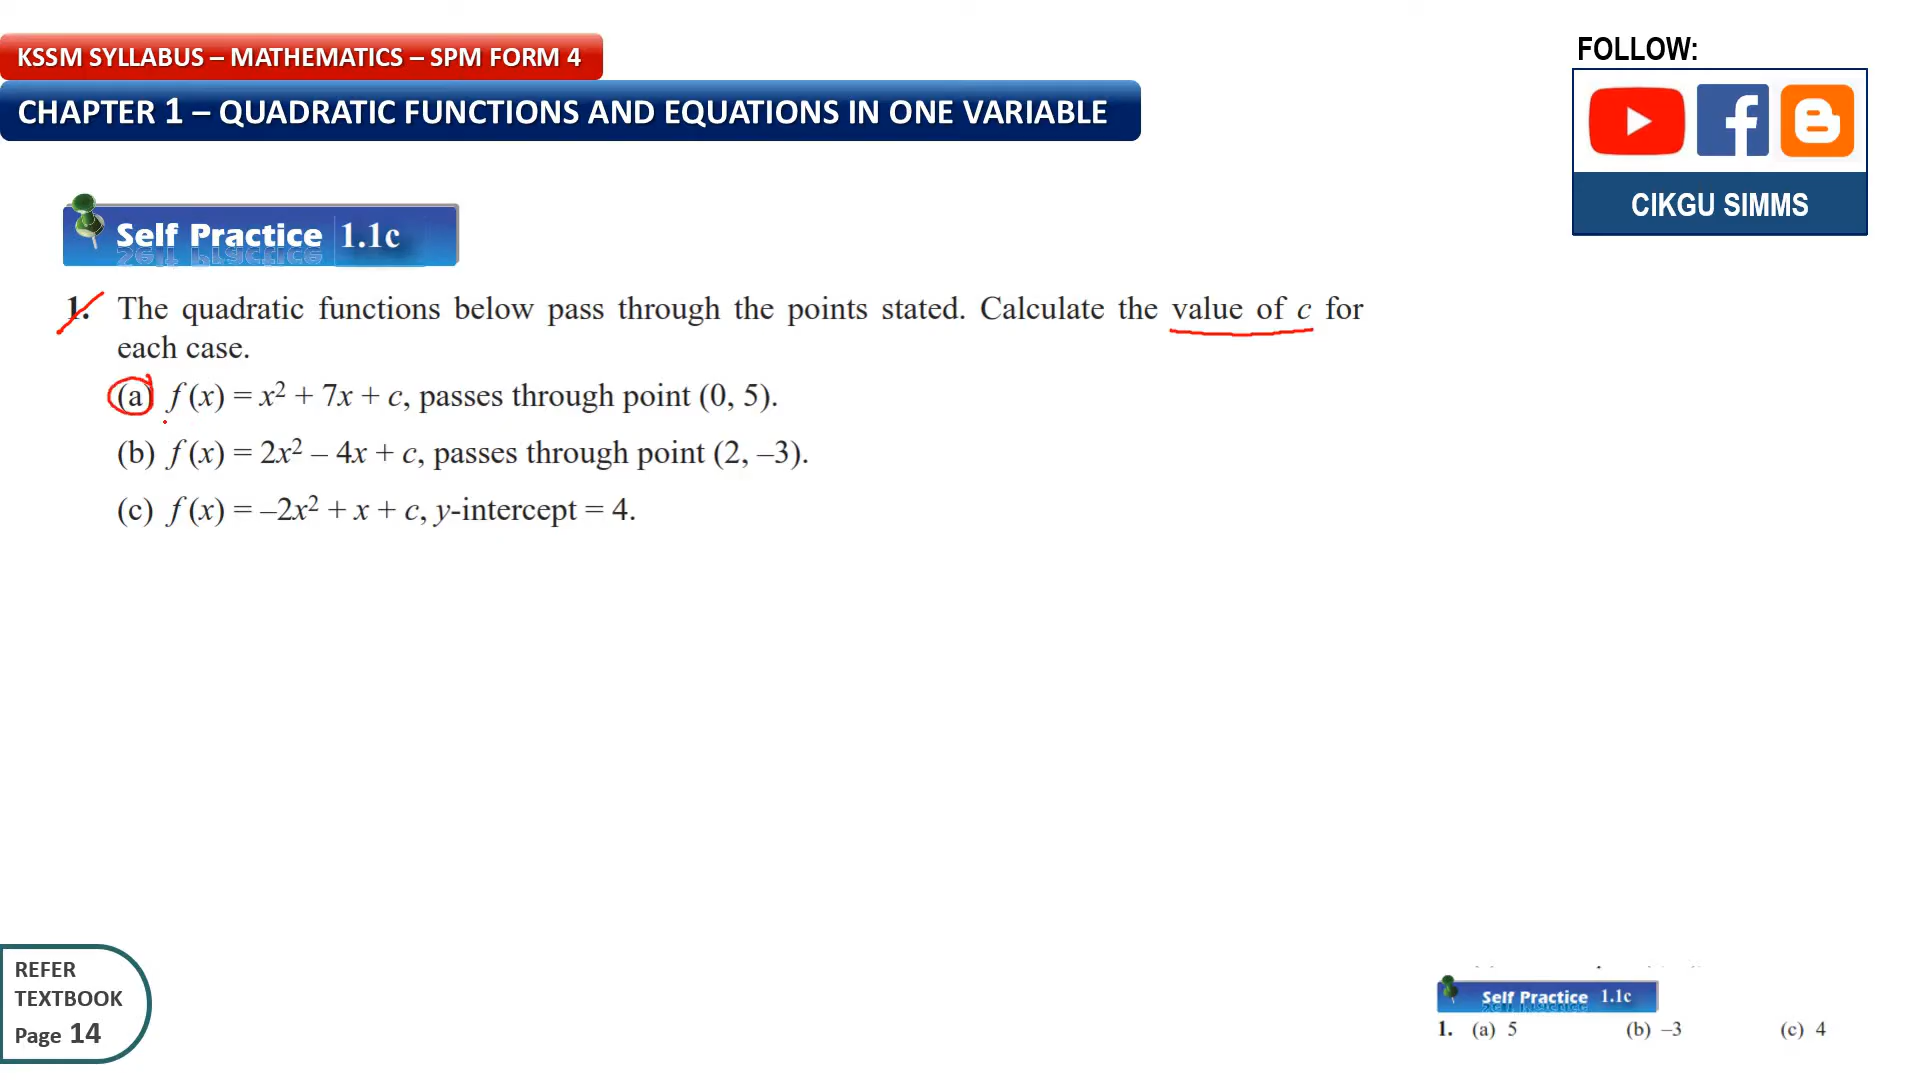 KSSM SYLLABUS – MATHEMATICS – SPM FORM 4
CHAPTER 1 – QUADRATIC FUNCTIONS AND EQUATIONS IN ONE VARIABLE
FOLLOW:
CIKGU SIMMS
Self Practice 1.1c
1. The quadratic functions below pass through the points stated. Calculate the value of c for
each case.
(a) f (x) = x² + 7x + c, passes through point (0, 5).
(b) f (x) = 2x² – 4x + c, passes through point (2, –3).
(c) f (x) = –2x² + x + c, y-intercept = 4.
REFER
TEXTBOOK
Page 14
Self Practice 1.1c
1. (a) 5 (b) –3 (c) 4